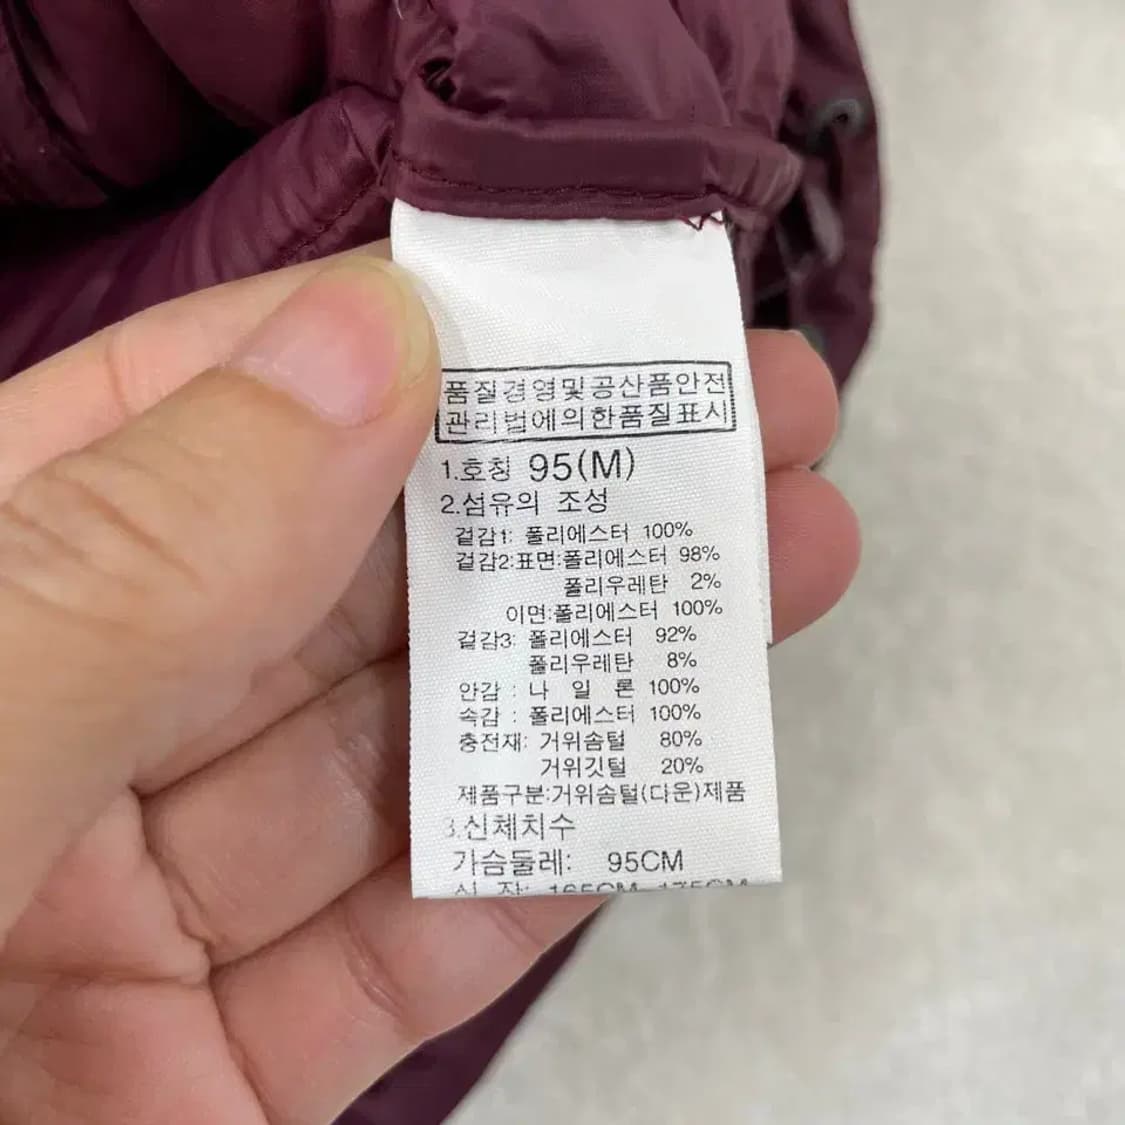 품질경영및공산품안전
관리법에의한품질표시
1.호칭 95(M)
2.섬유의 조성
겉감1: 폴리에스터 100%
겉감2:표면:폴리에스터 98%
폴리우레탄 2%
이면:폴리에스터 100%
겉감3: 폴리에스터 92%
폴리우레탄 8%
안감 : 나 일 론 100%
속감 : 폴리에스터 100%
충전재: 거위솜털 80%
거위깃털 20%
제품구분:거위솜털(다운)제품
3.신체치수
가슴둘레: 95CM
신 장: 165CM-175CM